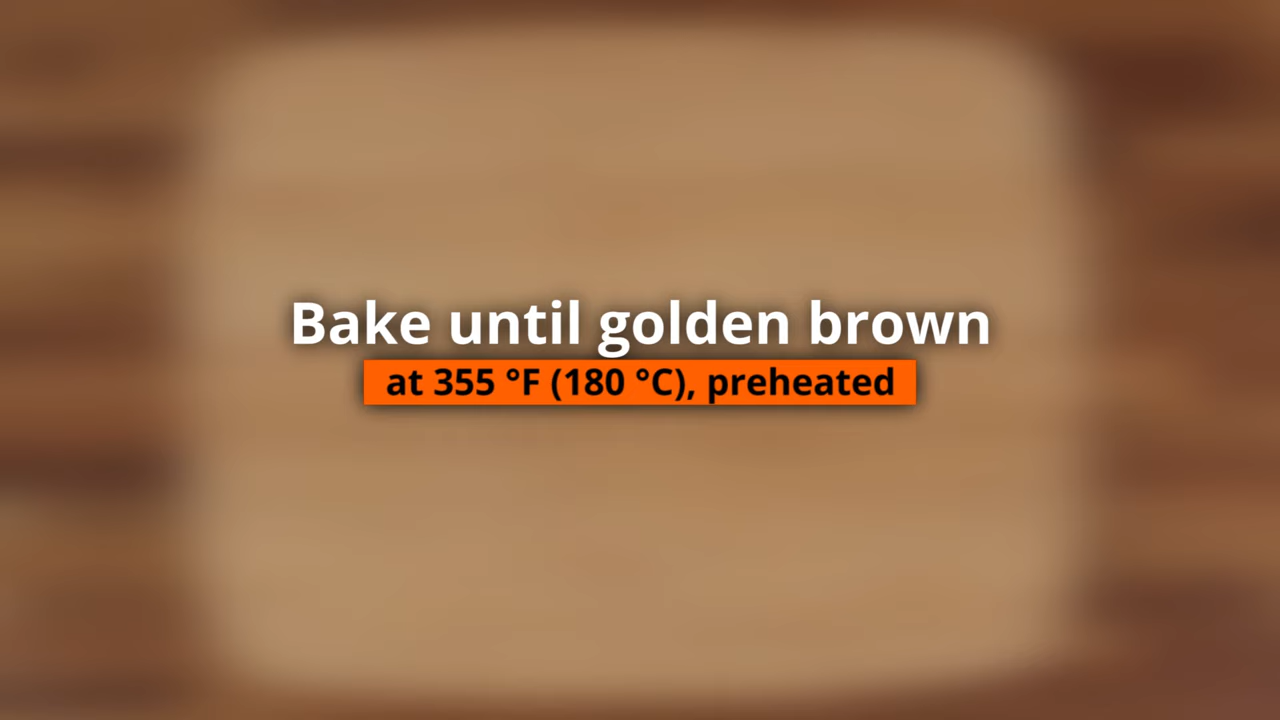 Bake until golden brown
at 355 °F (180 °C), preheated